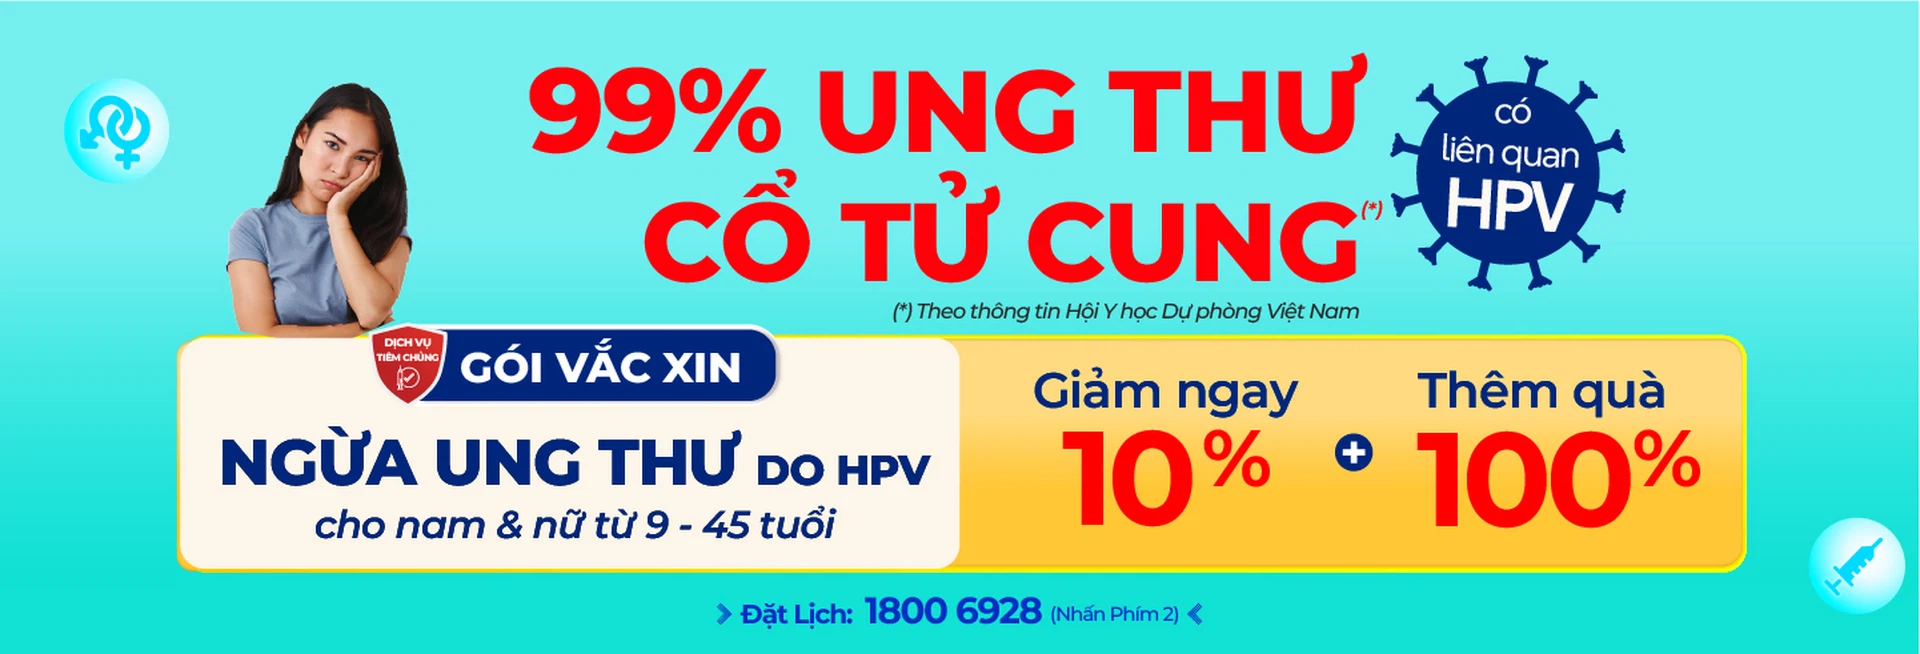 99% UNG THƯ
CỔ TỬ CUNG(*)
có
liên quan
HPV
(*) Theo thông tin Hội Y học Dự phòng Việt Nam
DỊCH VỤ
TIÊM CHỦNG
GÓI VẮC XIN
NGỪA UNG THƯ DO HPV
cho nam & nữ từ 9 - 45 tuổi
Giảm ngay
10%
+
Thêm quà
100%
Đặt Lịch: 1800 6928 (Nhấn Phím 2)